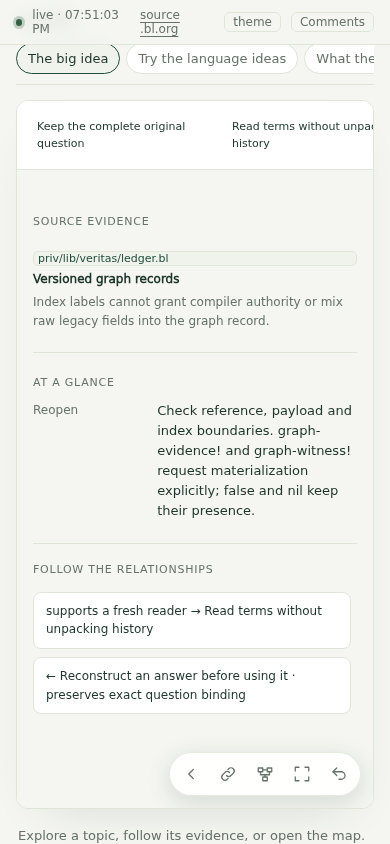 live · 07:51:03 PM
source.bl.org
theme
Comments
The big idea
Try the language ideas
What the
Keep the complete original question
Read terms without unpac
history
SOURCE EVIDENCE
priv/lib/veritas/ledger.bl
Versioned graph records
Index labels cannot grant compiler authority or mix
raw legacy fields into the graph record.
AT A GLANCE
Reopen
Check reference, payload and
index boundaries. graph-
evidence! and graph-witness!
request materialization
explicitly; false and nil keep
their presence.
FOLLOW THE RELATIONSHIPS
supports a fresh reader → Read terms without
unpacking history
← Reconstruct an answer before using it ·
preserves exact question binding
Explore a topic, follow its evidence, or open the map.